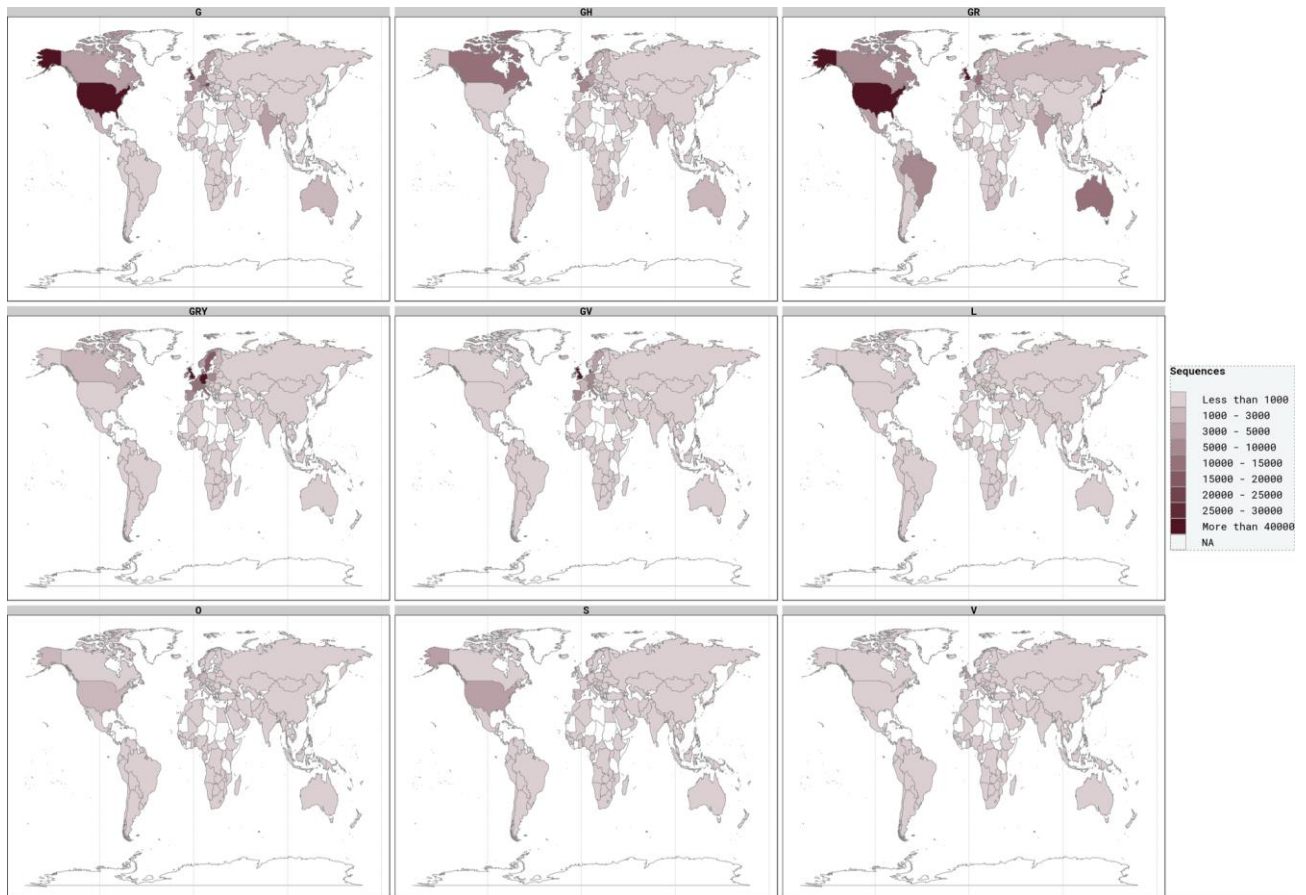 G
GH
GR
GRY
GV
L
Sequences
Less than 1000
1000 - 3000
3000 - 5000
5000 - 10000
10000 - 15000
15000 - 20000
20000 - 25000
25000 - 30000
More than 40000
NA
O
S
V